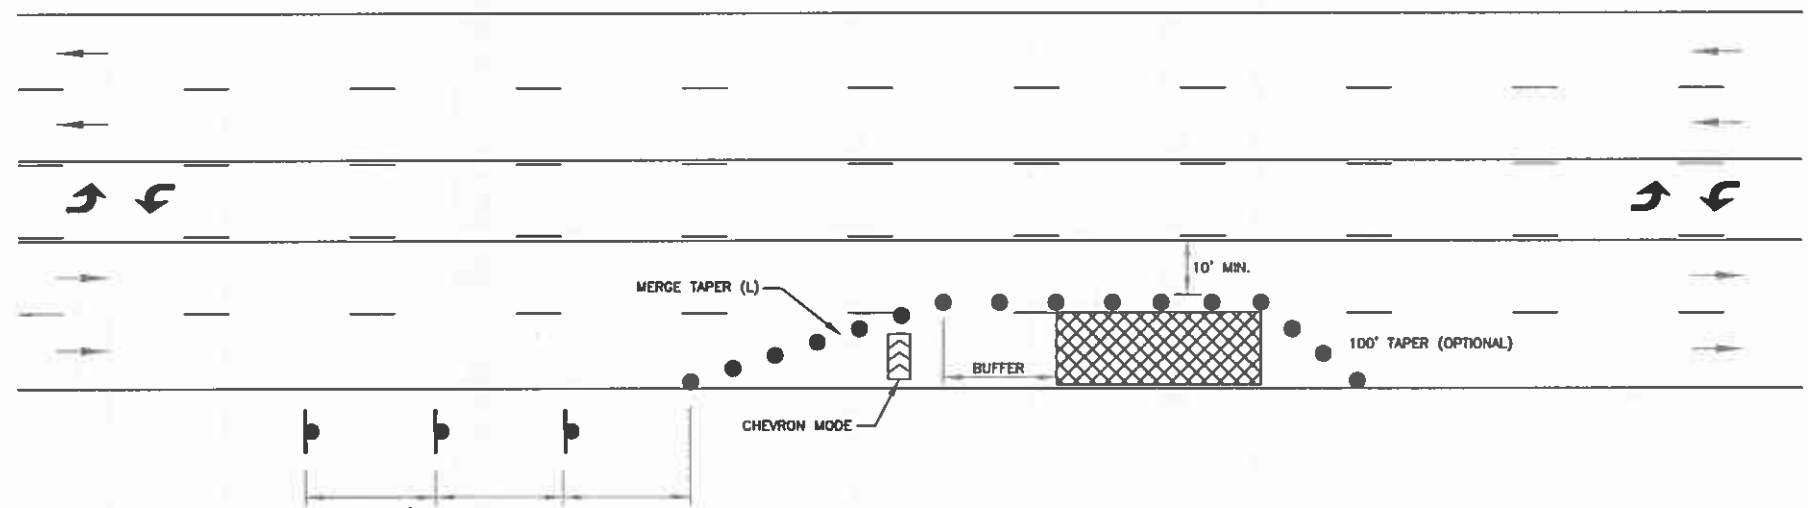 10' MIN.
MERGE TAPER (L)
100' TAPER (OPTIONAL)
BUFFER
CHEVRON MODE